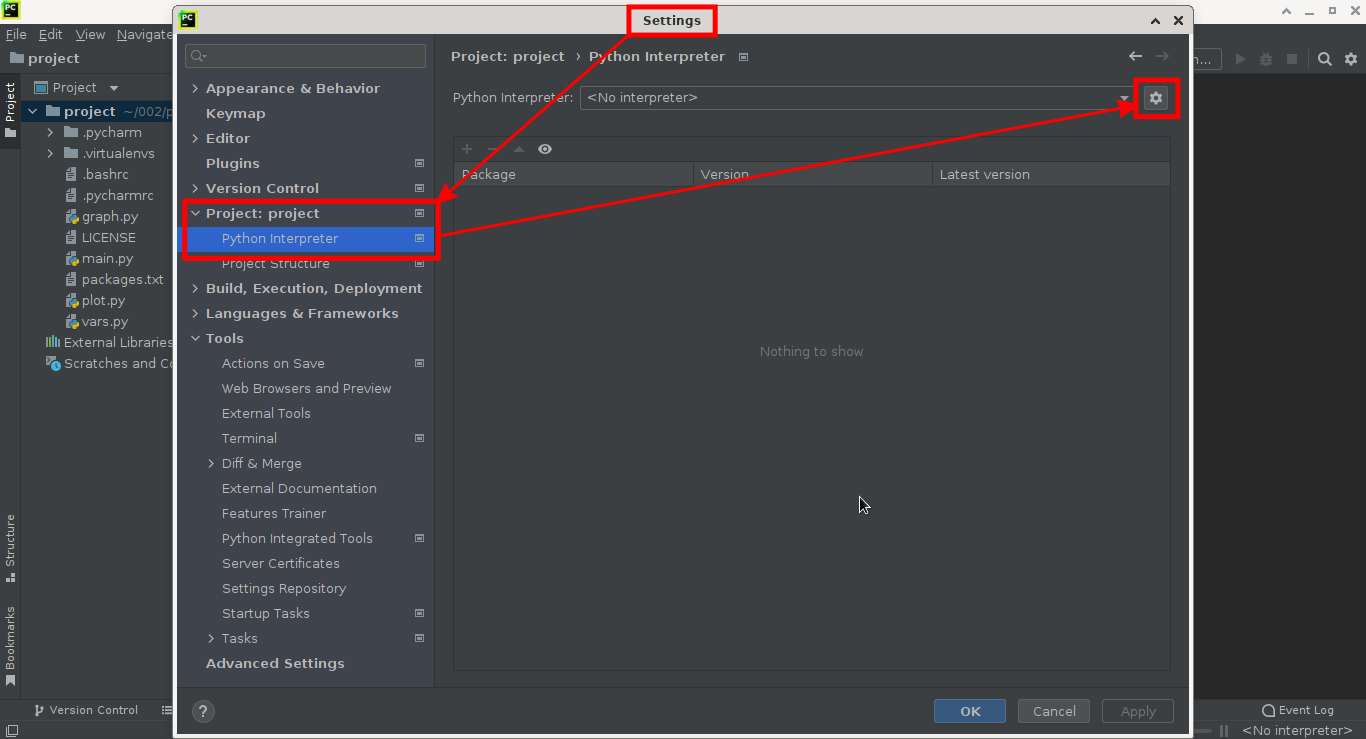 PC
PC
Settings
File Edit View Navigate
project
Project: project › Python Interpreter
n...
Project
Python Interpreter: <No interpreter>
Project
project ~/002/p
.pycharm
.virtualenvs
.bashrc
.pycharmrc
graph.py
LICENSE
main.py
packages.txt
plot.py
vars.py
External Libraries
Scratches and Co
Appearance & Behavior
Keymap
Editor
Plugins
Version Control
Project: project
Python Interpreter
Project Structure
Build, Execution, Deployment
Languages & Frameworks
Tools
Actions on Save
Web Browsers and Preview
External Tools
Terminal
Diff & Merge
External Documentation
Features Trainer
Python Integrated Tools
Server Certificates
Settings Repository
Startup Tasks
Tasks
Advanced Settings
Package Version Latest version
Nothing to show
Structure
Bookmarks
? OK Cancel Apply
Version Control
Event Log
<No interpreter>